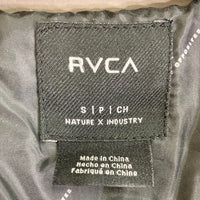 RVCA
S | P | CH
NATURE X INDUSTRY
Made in China
Hecho en China
Fabriqué en Chine